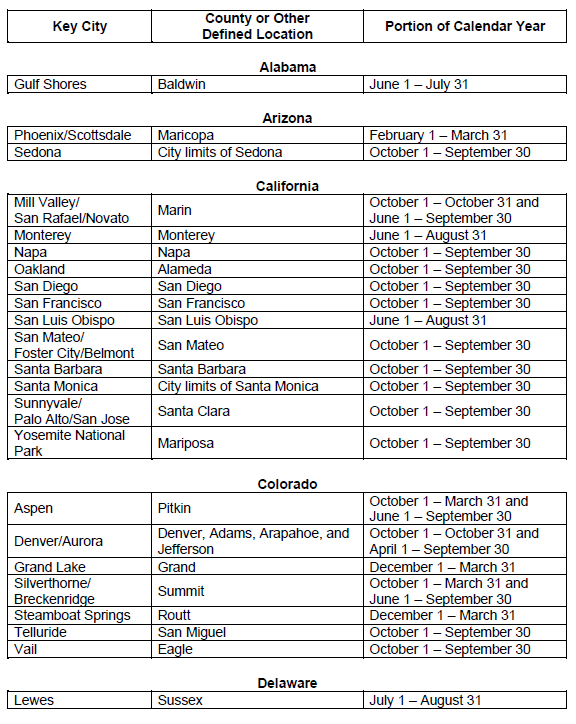 Key City County or Other Defined Location Portion of Calendar Year
Alabama
Gulf Shores Baldwin June 1 – July 31
Arizona
Phoenix/Scottsdale Maricopa February 1 – March 31
Sedona City limits of Sedona October 1 – September 30
California
Mill Valley/ San Rafael/Novato Marin October 1 – October 31 and June 1 – September 30
Monterey Monterey June 1 – August 31
Napa Napa October 1 – September 30
Oakland Alameda October 1 – September 30
San Diego San Diego October 1 – September 30
San Francisco San Francisco October 1 – September 30
San Luis Obispo San Luis Obispo June 1 – August 31
San Mateo/ Foster City/Belmont San Mateo October 1 – September 30
Santa Barbara Santa Barbara October 1 – September 30
Santa Monica City limits of Santa Monica October 1 – September 30
Sunnyvale/ Palo Alto/San Jose Santa Clara October 1 – September 30
Yosemite National Park Mariposa October 1 – September 30
Colorado
Aspen Pitkin October 1 – March 31 and June 1 – September 30
Denver/Aurora Denver, Adams, Arapahoe, and Jefferson October 1 – October 31 and April 1 – September 30
Grand Lake Grand December 1 – March 31
Silverthorne/ Breckenridge Summit October 1 – March 31 and June 1 – September 30
Steamboat Springs Routt December 1 – March 31
Telluride San Miguel October 1 – September 30
Vail Eagle October 1 – September 30
Delaware
Lewes Sussex July 1 – August 31